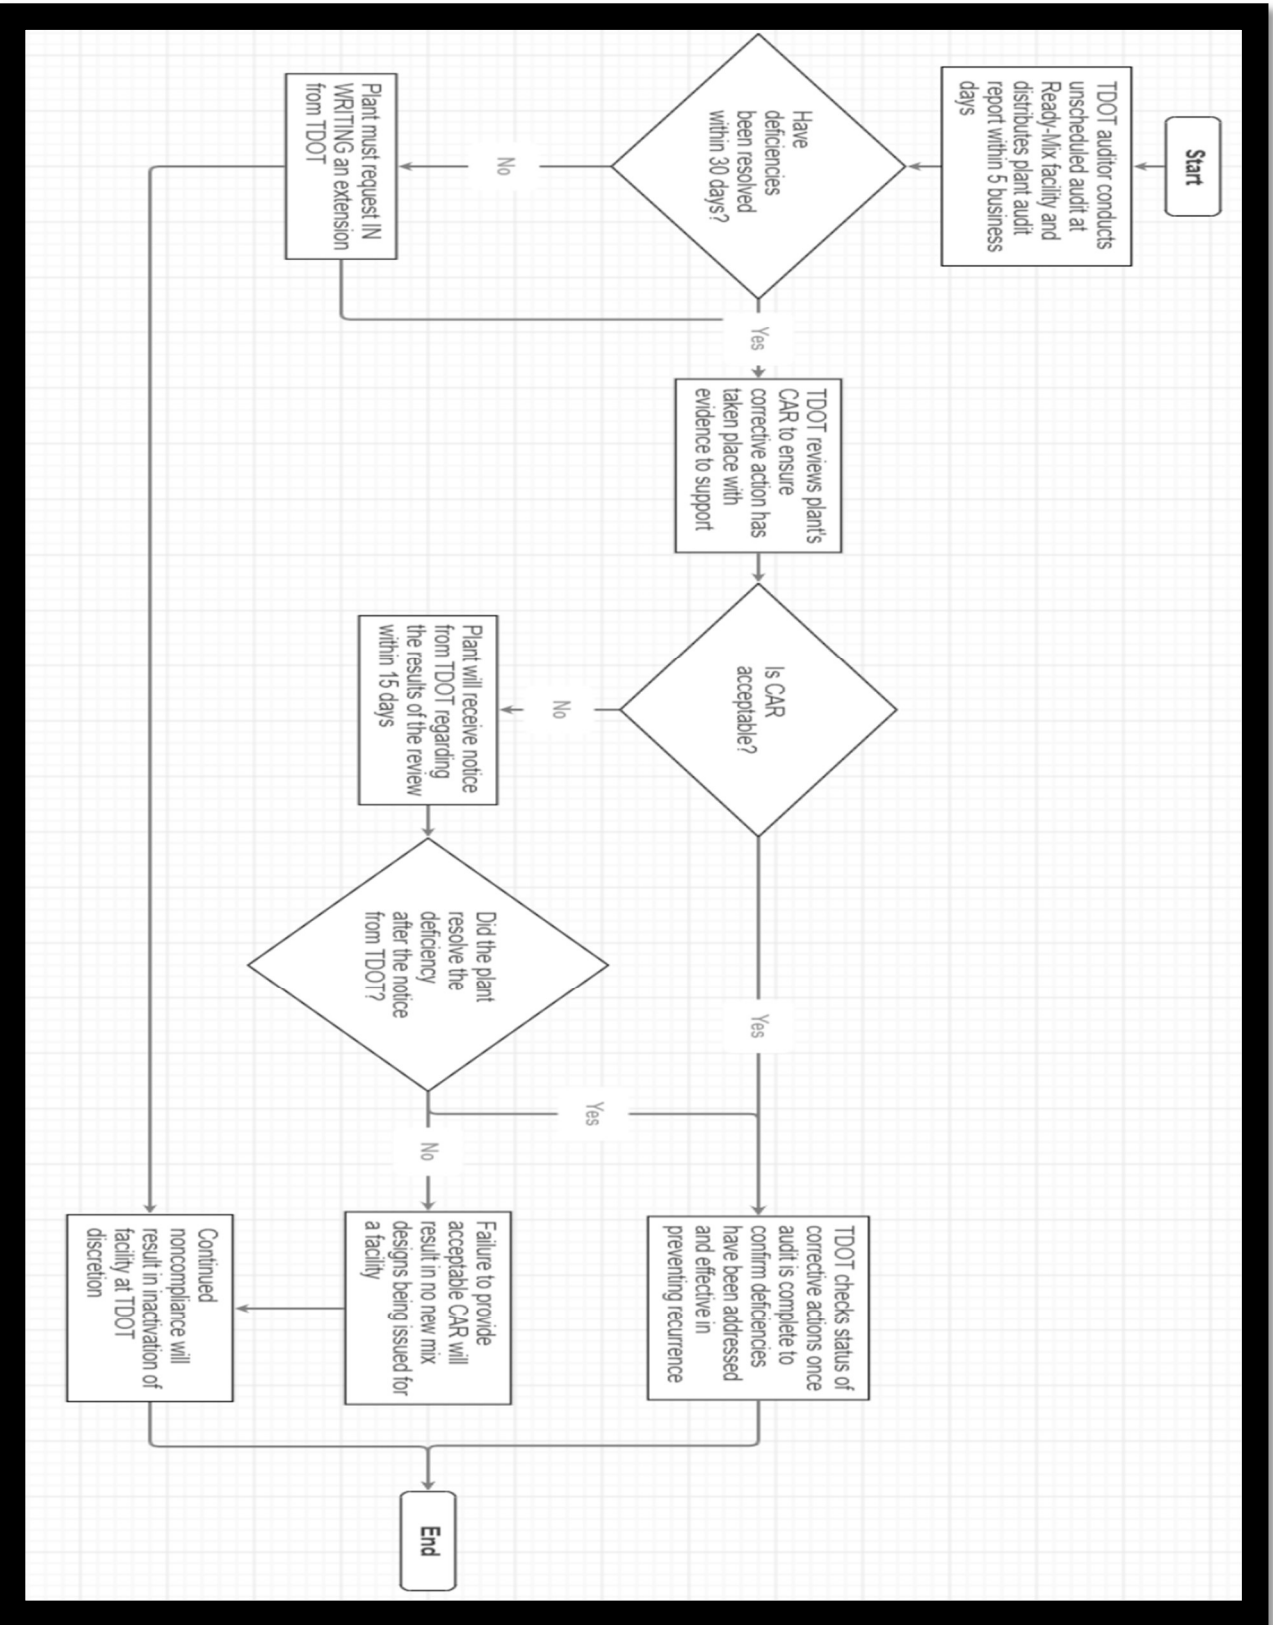 Start
TDOT auditor conducts
unscheduled audit at
Ready-Mix facility and
distributes plant audit
report within 5 business
days
Have
deficiencies
been resolved
within 30 days?
No
Plant must request IN
WRITING an extension
from TDOT
Yes
TDOT reviews plant's
CAR to ensure
corrective action has
taken place with
evidence to support
Is CAR
acceptable?
No
Plant will receive notice
from TDOT regarding
the results of the review
within 15 days
Did the plant
resolve the
deficiency
after the notice
from TDOT?
Yes
Yes
No
TDOT checks status of
corrective actions once
audit is complete to
confirm deficiencies
have been addressed
and effective in
preventing recurrence
Failure to provide
acceptable CAR will
result in no new mix
designs being issued for
a facility
Continued
noncompliance will
result in inactivation of
facility at TDOT
discretion
End